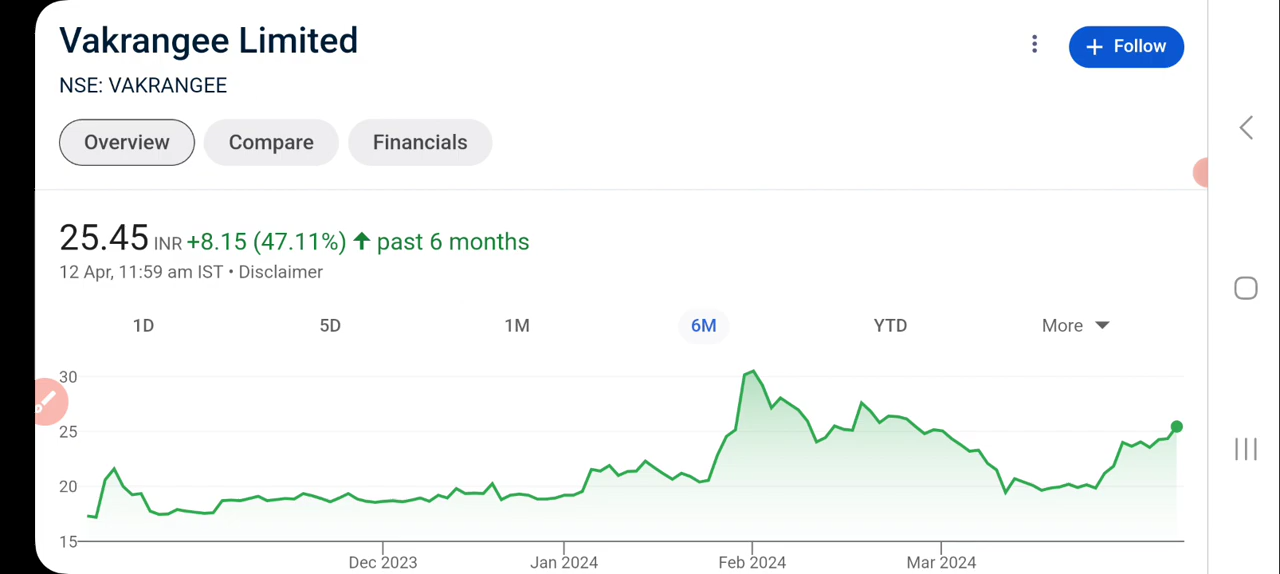 Vakrangee Limited
+ Follow
NSE: VAKRANGEE
Overview Compare Financials
25.45 INR +8.15 (47.11%) ↑ past 6 months
12 Apr, 11:59 am IST • Disclaimer
1D 5D 1M 6M YTD More
30
25
20
15
Dec 2023 Jan 2024 Feb 2024 Mar 2024